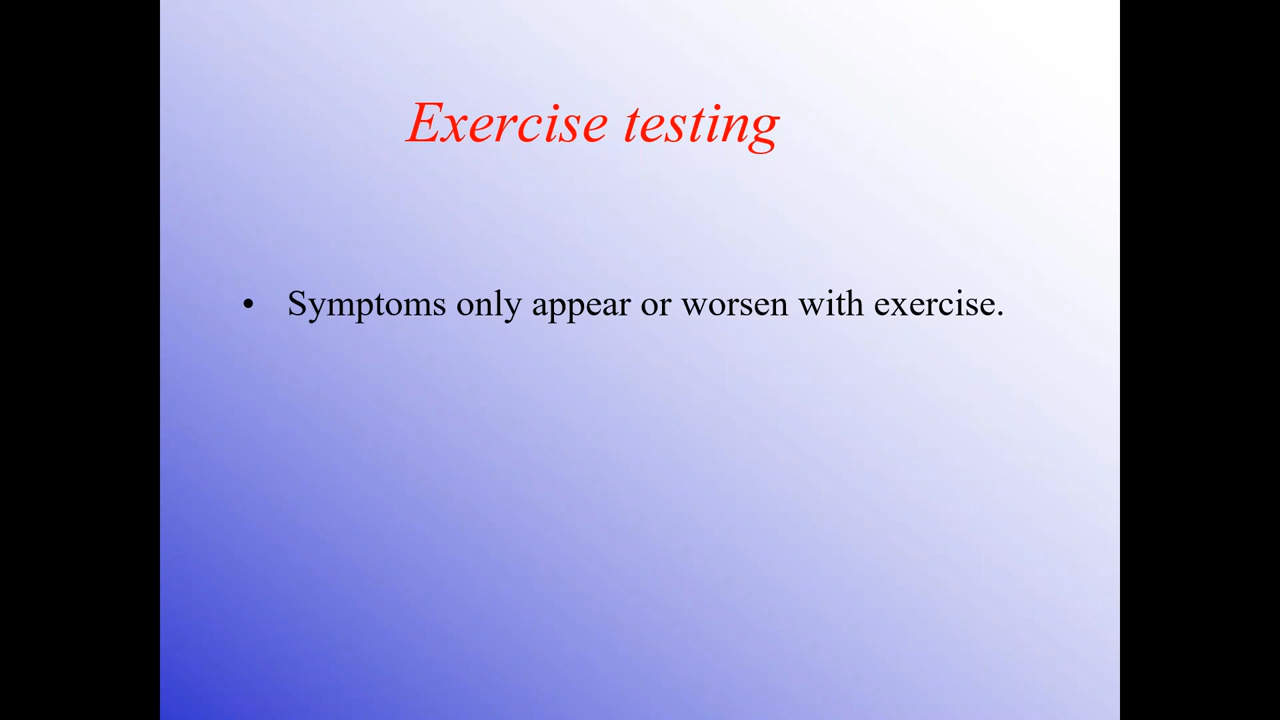 Exercise testing
• Symptoms only appear or worsen with exercise.